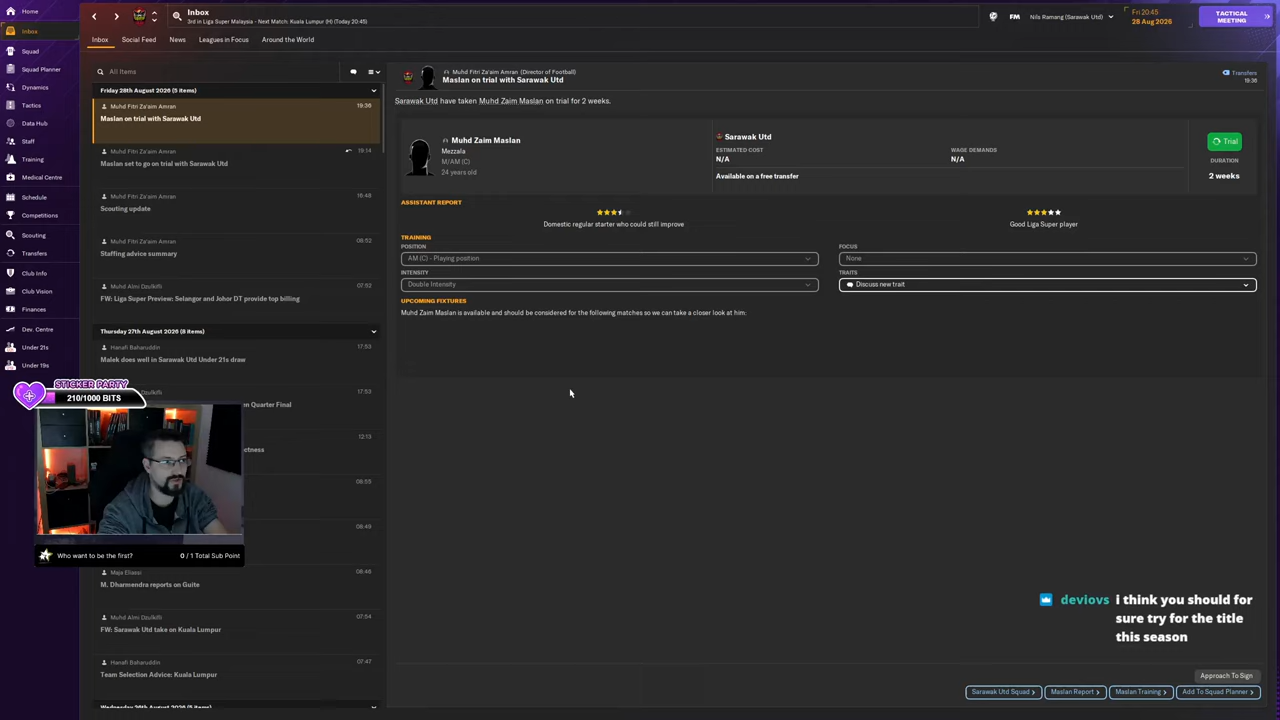 Home
Inbox
Squad
Squad Planner
Dynamics
Tactics
Data Hub
Staff
Training
Medical Centre
Schedule
Competitions
Scouting
Transfers
Club Info
Club Vision
Finances
Dev. Centre
Under 21s
Under 19s
Inbox
3rd in Liga Super Malaysia - Next Match: Kuala Lumpur (H) (Today 20:45)
FM
Nils Ramang (Sarawak Utd)
Fri 20:45
28 Aug 2026
TACTICAL
MEETING
Inbox
Social Feed
News
Leagues in Focus
Around the World
All Items
Friday 28th August 2026 (5 items)
Muhd Fitri Za'aim Amran
19:36
Maslan on trial with Sarawak Utd
Muhd Fitri Za'aim Amran
19:14
Maslan set to go on trial with Sarawak Utd
Muhd Fitri Za'aim Amran
16:48
Scouting update
Muhd Fitri Za'aim Amran
08:52
Staffing advice summary
Muhd Almi Dzulkifli
07:52
FW: Liga Super Preview: Selangor and Johor DT provide top billing
Thursday 27th August 2026 (8 items)
Hanafi Baharuddin
17:53
Malek does well in Sarawak Utd Under 21s draw
Dzulkifli
17:53
n Quarter Final
12:13
ctness
08:55
08:49
Maja Eliassi
08:46
M. Dharmendra reports on Guite
Muhd Almi Dzulkifli
07:54
FW: Sarawak Utd take on Kuala Lumpur
Hanafi Baharuddin
07:47
Team Selection Advice: Kuala Lumpur
Muhd Fitri Za'aim Amran (Director of Football)
Maslan on trial with Sarawak Utd
Transfers
19:36
Sarawak Utd have taken Muhd Zaim Maslan on trial for 2 weeks.
Muhd Zaim Maslan
Mezzala
M/AM (C)
24 years old
Sarawak Utd
ESTIMATED COST
N/A
WAGE DEMANDS
N/A
Available on a free transfer
Trial
DURATION
2 weeks
ASSISTANT REPORT
Domestic regular starter who could still improve
Good Liga Super player
TRAINING
POSITION
AM (C) - Playing position
FOCUS
None
INTENSITY
Double Intensity
TRAITS
Discuss new trait
UPCOMING FIXTURES
Muhd Zaim Maslan is available and should be considered for the following matches so we can take a closer look at him:
STICKER PARTY
210/1000 BITS
Who want to be the first?
0 / 1 Total Sub Point
deviovs i think you should for
sure try for the title
this season
Approach To Sign
Sarawak Utd Squad
Maslan Report
Maslan Training
Add To Squad Planner